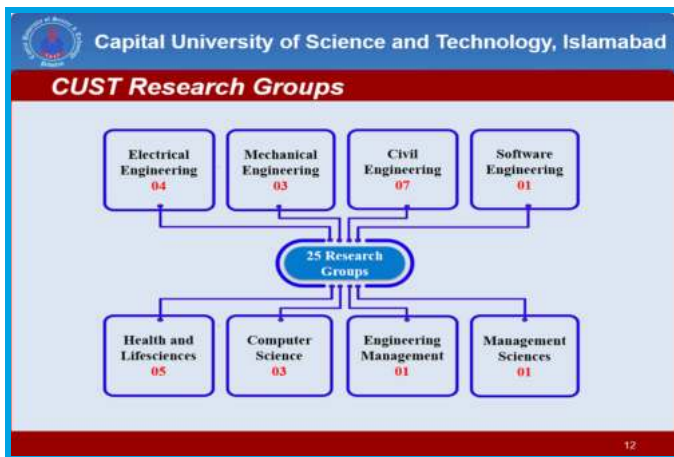 Capital University of Science and Technology, Islamabad
CUST Research Groups
Electrical
Engineering
04
Mechanical
Engineering
03
Civil
Engineering
07
Software
Engineering
01
25 Research
Groups
Health and
Lifesciences
05
Computer
Science
03
Engineering
Management
01
Management
Sciences
01
12